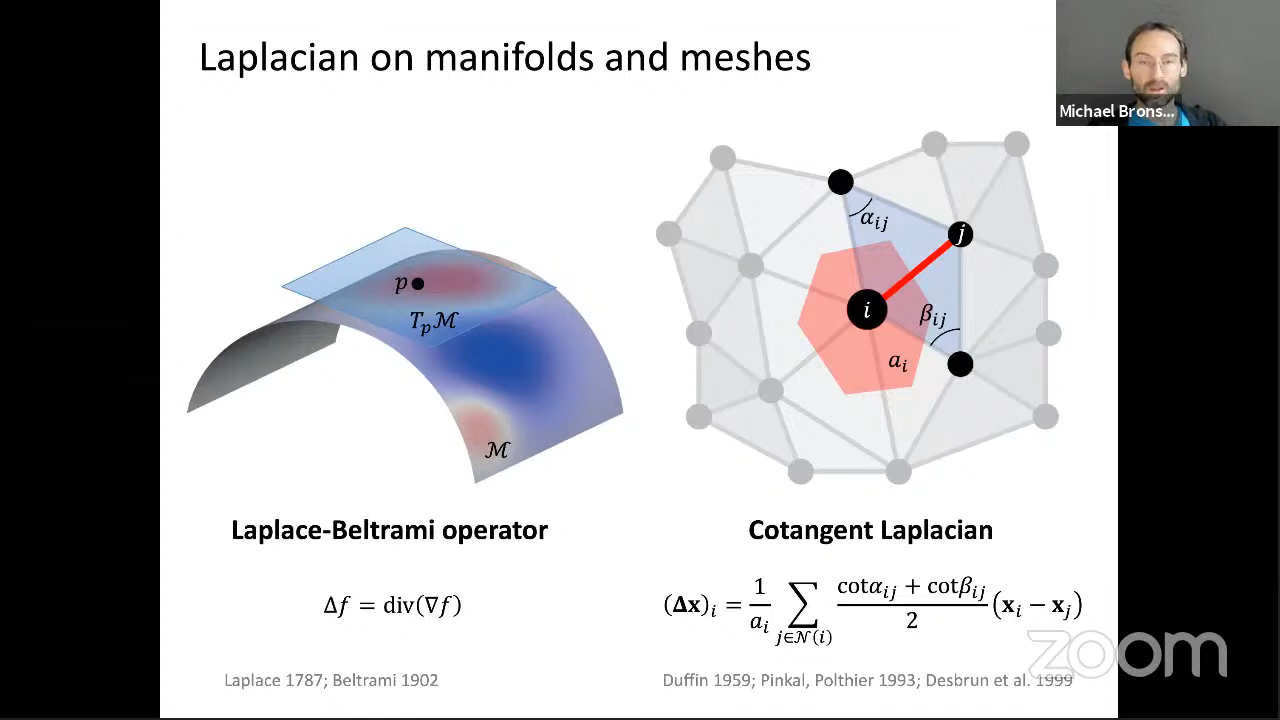 Laplacian on manifolds and meshes
Michael Brons...
p
Tₚℳ
ℳ
αᵢⱼ
j
i
βᵢⱼ
aᵢ
Laplace-Beltrami operator
Δf = div(∇f)
Laplace 1787; Beltrami 1902
Cotangent Laplacian
(Δx)ᵢ = 1/aᵢ ∑_{j∈𝒩(i)} (cotαᵢⱼ + cotβᵢⱼ)/2 (xᵢ − xⱼ)
Duffin 1959; Pinkal, Polthier 1993; Desbrun et al. 1999
zoom